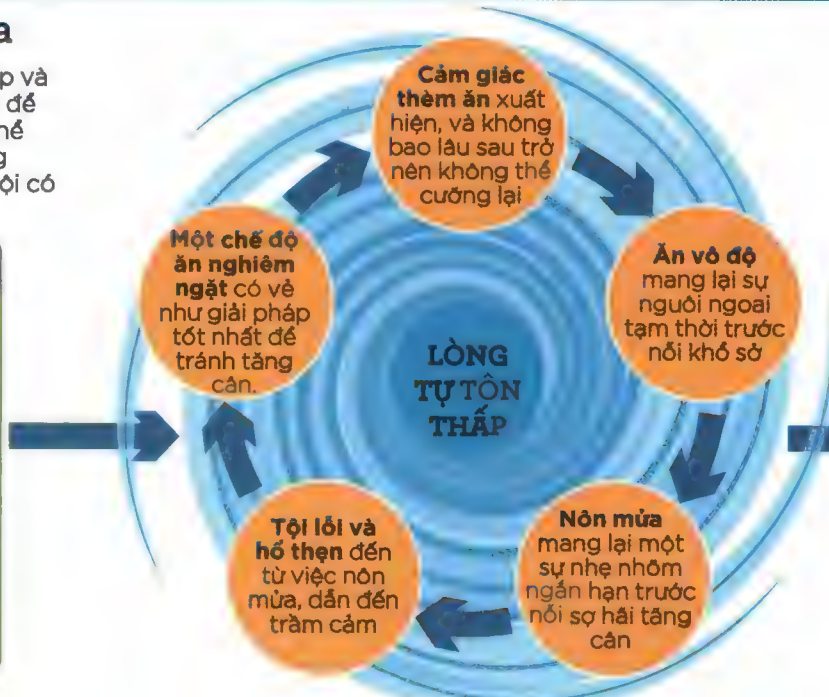 a
p và
để
ội có
Cảm giác
thèm ăn xuất
hiện, và không
bao lâu sau trở
nên không thể
cưỡng lại
Ăn vô độ
mang lại sự
nguôi ngoai
tạm thời trước
nỗi khổ sở
Nôn mửa
mang lại một
sự nhẹ nhõm
ngắn hạn trước
nỗi sợ hãi tăng
cân
Tội lỗi và
hổ thẹn đến
từ việc nôn
mửa, dẫn đến
trầm cảm
Một chế độ
ăn nghiêm
ngặt có vẻ
như giải pháp
tốt nhất để
tránh tăng
cân.
LÒNG
TỰ TÔN
THẤP